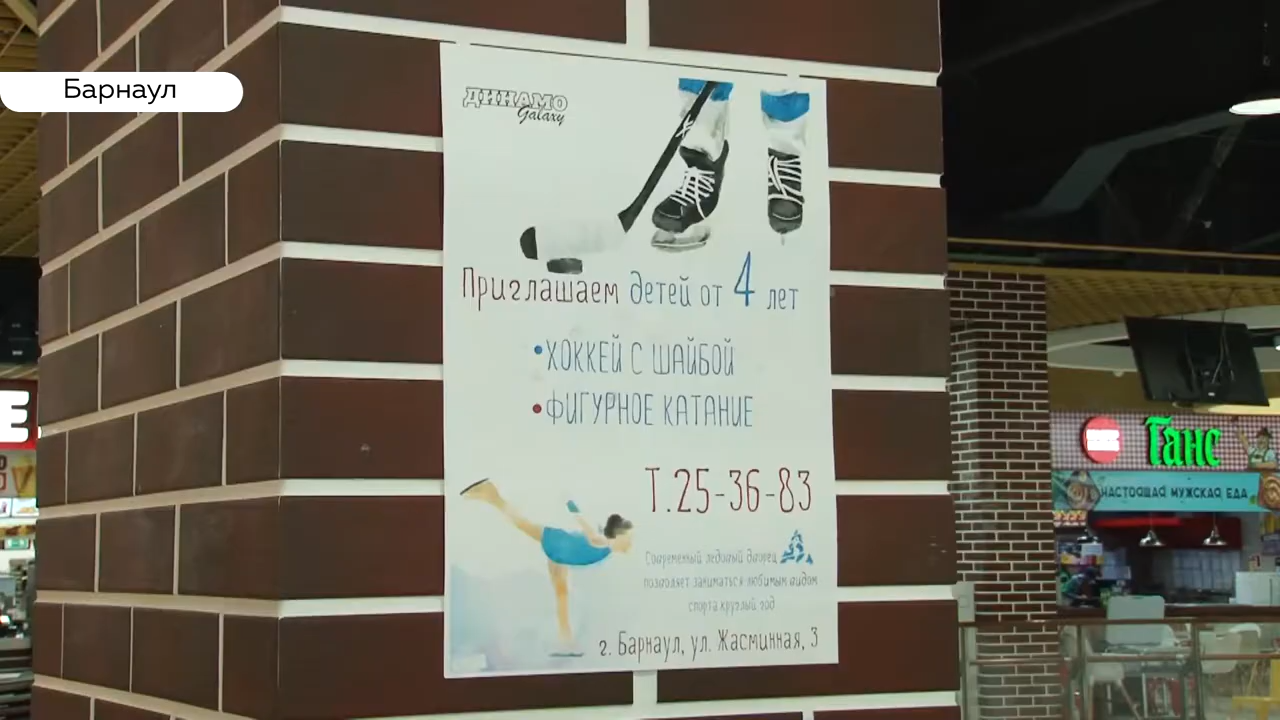 Барнаул
ДИНАМО
Galaxy
Приглашаем детей от 4 лет
•ХОККЕЙ С ШАЙБОЙ
•ФИГУРНОЕ КАТАНИЕ
Т.25-36-83
Современный ледовый дворец
позволяет заниматься любимым видом
спорта круглый год
г. Барнаул, ул. Жасминная, 3
Ганс
НАСТОЯЩАЯ МУЖСКАЯ ЕДА
Е